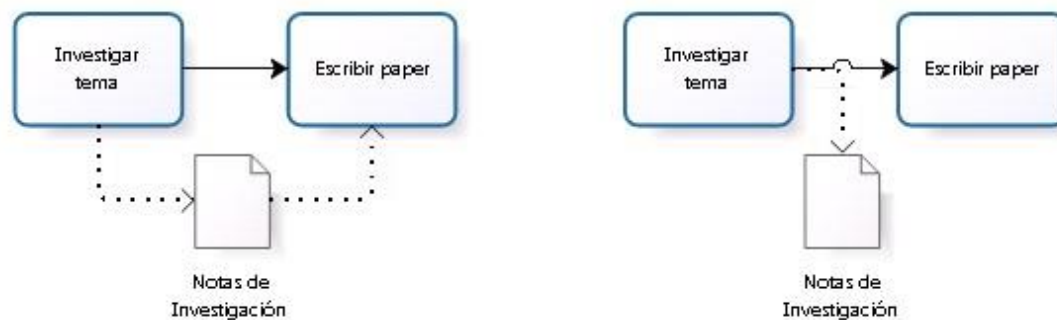 Investigar
tema
Escribir paper
Notas de
Investigación
Investigar
tema
Escribir paper
Notas de
Investigación